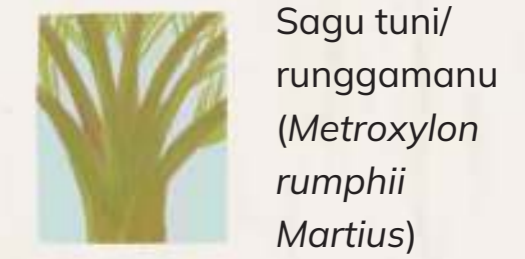 Sagu tuni/
runggamanu
(Metroxylon
rumphii
Martius)